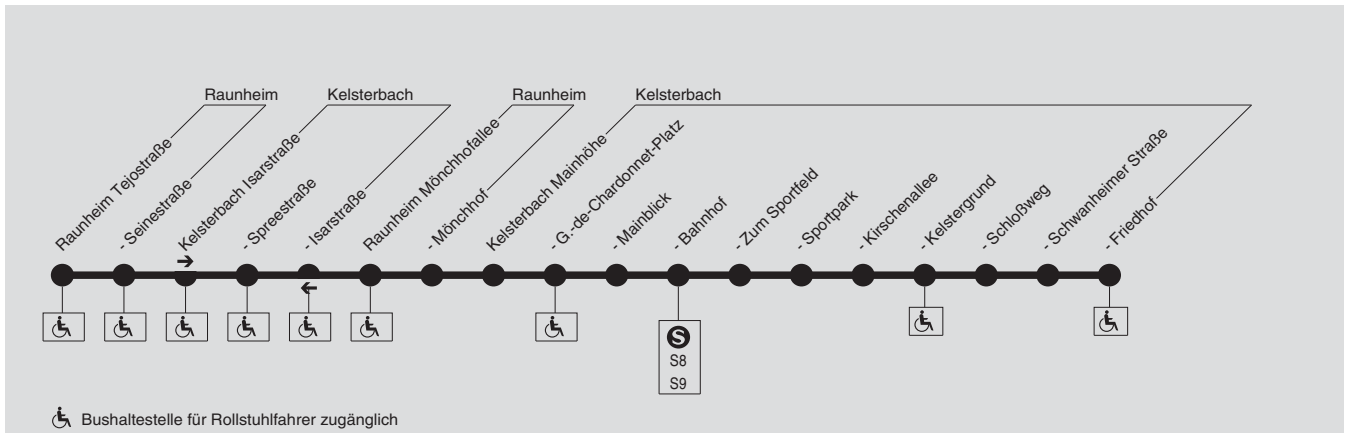 Raunheim
Kelsterbach
Raunheim
Kelsterbach
Raunheim Tejostraße
- Seinestraße
Kelsterbach Isarstraße
- Spreestraße
- Isarstraße
Raunheim Mönchhofallee
- Mönchhof
Kelsterbach Mainhöhe
- G.-de-Chardonnet-Platz
- Mainblick
- Bahnhof
- Zum Sportfeld
- Sportpark
- Kirschenallee
- Kelstergrund
- Schloßweg
- Schwanheimer Straße
- Friedhof
S
S8
S9
Bushaltestelle für Rollstuhlfahrer zugänglich